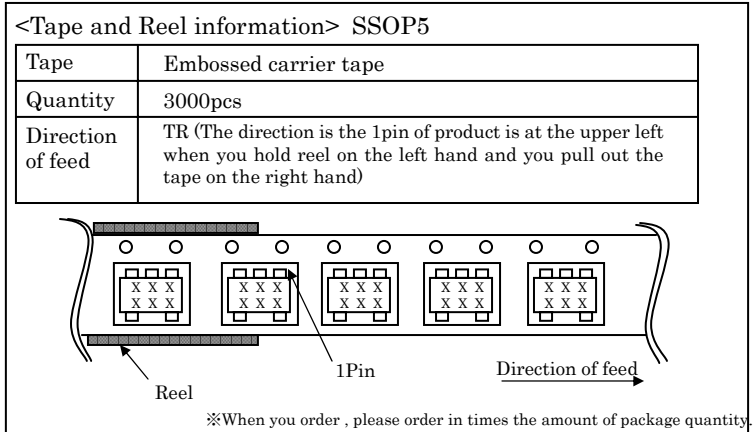 <Tape and Reel information> SSOP5
Tape Embossed carrier tape
Quantity 3000pcs
Direction of feed TR (The direction is the 1pin of product is at the upper left
when you hold reel on the left hand and you pull out the
tape on the right hand)
X X X X X X X X X X X X X X X
X X X X X X X X X X X X X X X
1Pin
Direction of feed
Reel
※When you order , please order in times the amount of package quantity.